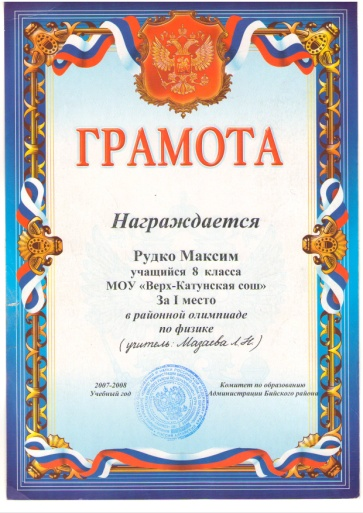 ГРАМОТА
Награждается
Рудко Максим
учащийся 8 класса
МОУ «Верх-Катунская сош»
За I место
в районной олимпиаде
по физике
(учитель: Мазаева Л.Н.)
2007-2008
Учебный год
Комитет по образованию
Администрации Бийского района